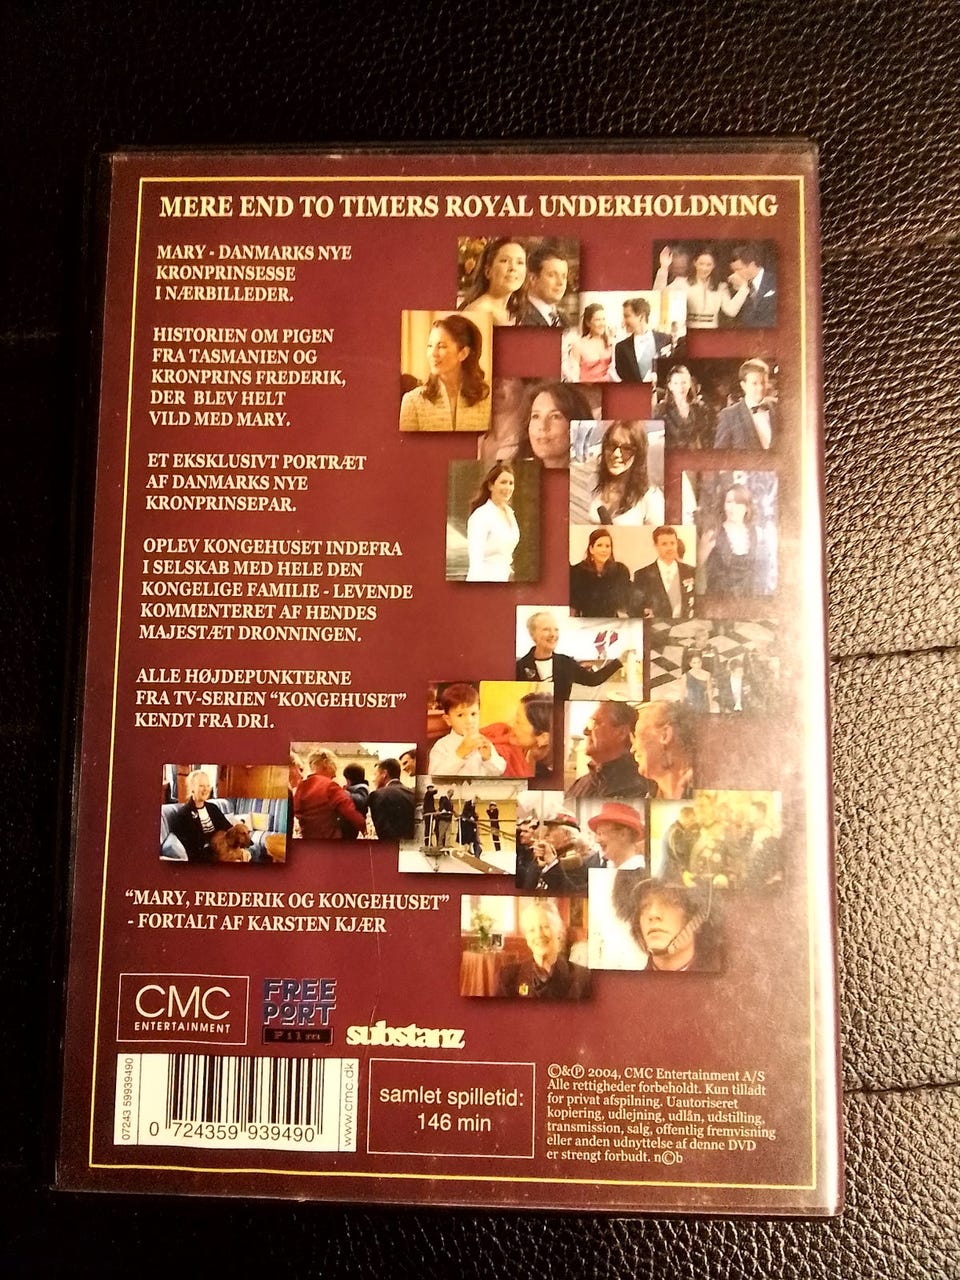 MERE END TO TIMERS ROYAL UNDERHOLDNING
MARY - DANMARKS NYE
KRONPRINSESSE
I NÆRBILLEDER.
HISTORIEN OM PIGEN
FRA TASMANIEN OG
KRONPRINS FREDERIK,
DER BLEV HELT
VILD MED MARY.
ET EKSKLUSIVT PORTRÆT
AF DANMARKS NYE
KRONPRINSEPAR.
OPLEV KONGEHUSET INDEFRA
I SELSKAB MED HELE DEN
KONGELIGE FAMILIE - LEVENDE
KOMMENTERET AF HENDES
MAJESTÆT DRONNINGEN.
ALLE HØJDEPUNKTERNE
FRA TV-SERIEN “KONGEHUSET”
KENDT FRA DR1.
“MARY, FREDERIK OG KONGEHUSET”
- FORTALT AF KARSTEN KJÆR
CMC
ENTERTAINMENT
FREE
PORT
Film
substanz
07243 59939490
0 724359 939490
www.cmc.dk
samlet spilletid:
146 min
©&℗ 2004, CMC Entertainment A/S
Alle rettigheder forbeholdt. Kun tilladt
for privat afspilning. Uautoriseret
kopiering, udlejning, udlån, udstilling,
transmission, salg, offentlig fremvisning
eller anden udnyttelse af denne DVD
er strengt forbudt. n©b